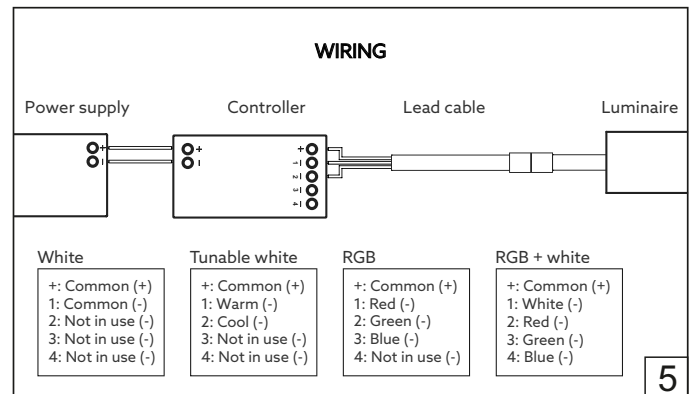 WIRING
Power supply
Controller
Lead cable
Luminaire
+
-
+
-
+
1 -
2 -
3 -
4 -
White
+: Common (+)
1: Common (-)
2: Not in use (-)
3: Not in use (-)
4: Not in use (-)
Tunable white
+: Common (+)
1: Warm (-)
2: Cool (-)
3: Not in use (-)
4: Not in use (-)
RGB
+: Common (+)
1: Red (-)
2: Green (-)
3: Blue (-)
4: Not in use (-)
RGB + white
+: Common (+)
1: White (-)
2: Red (-)
3: Green (-)
4: Blue (-)
5